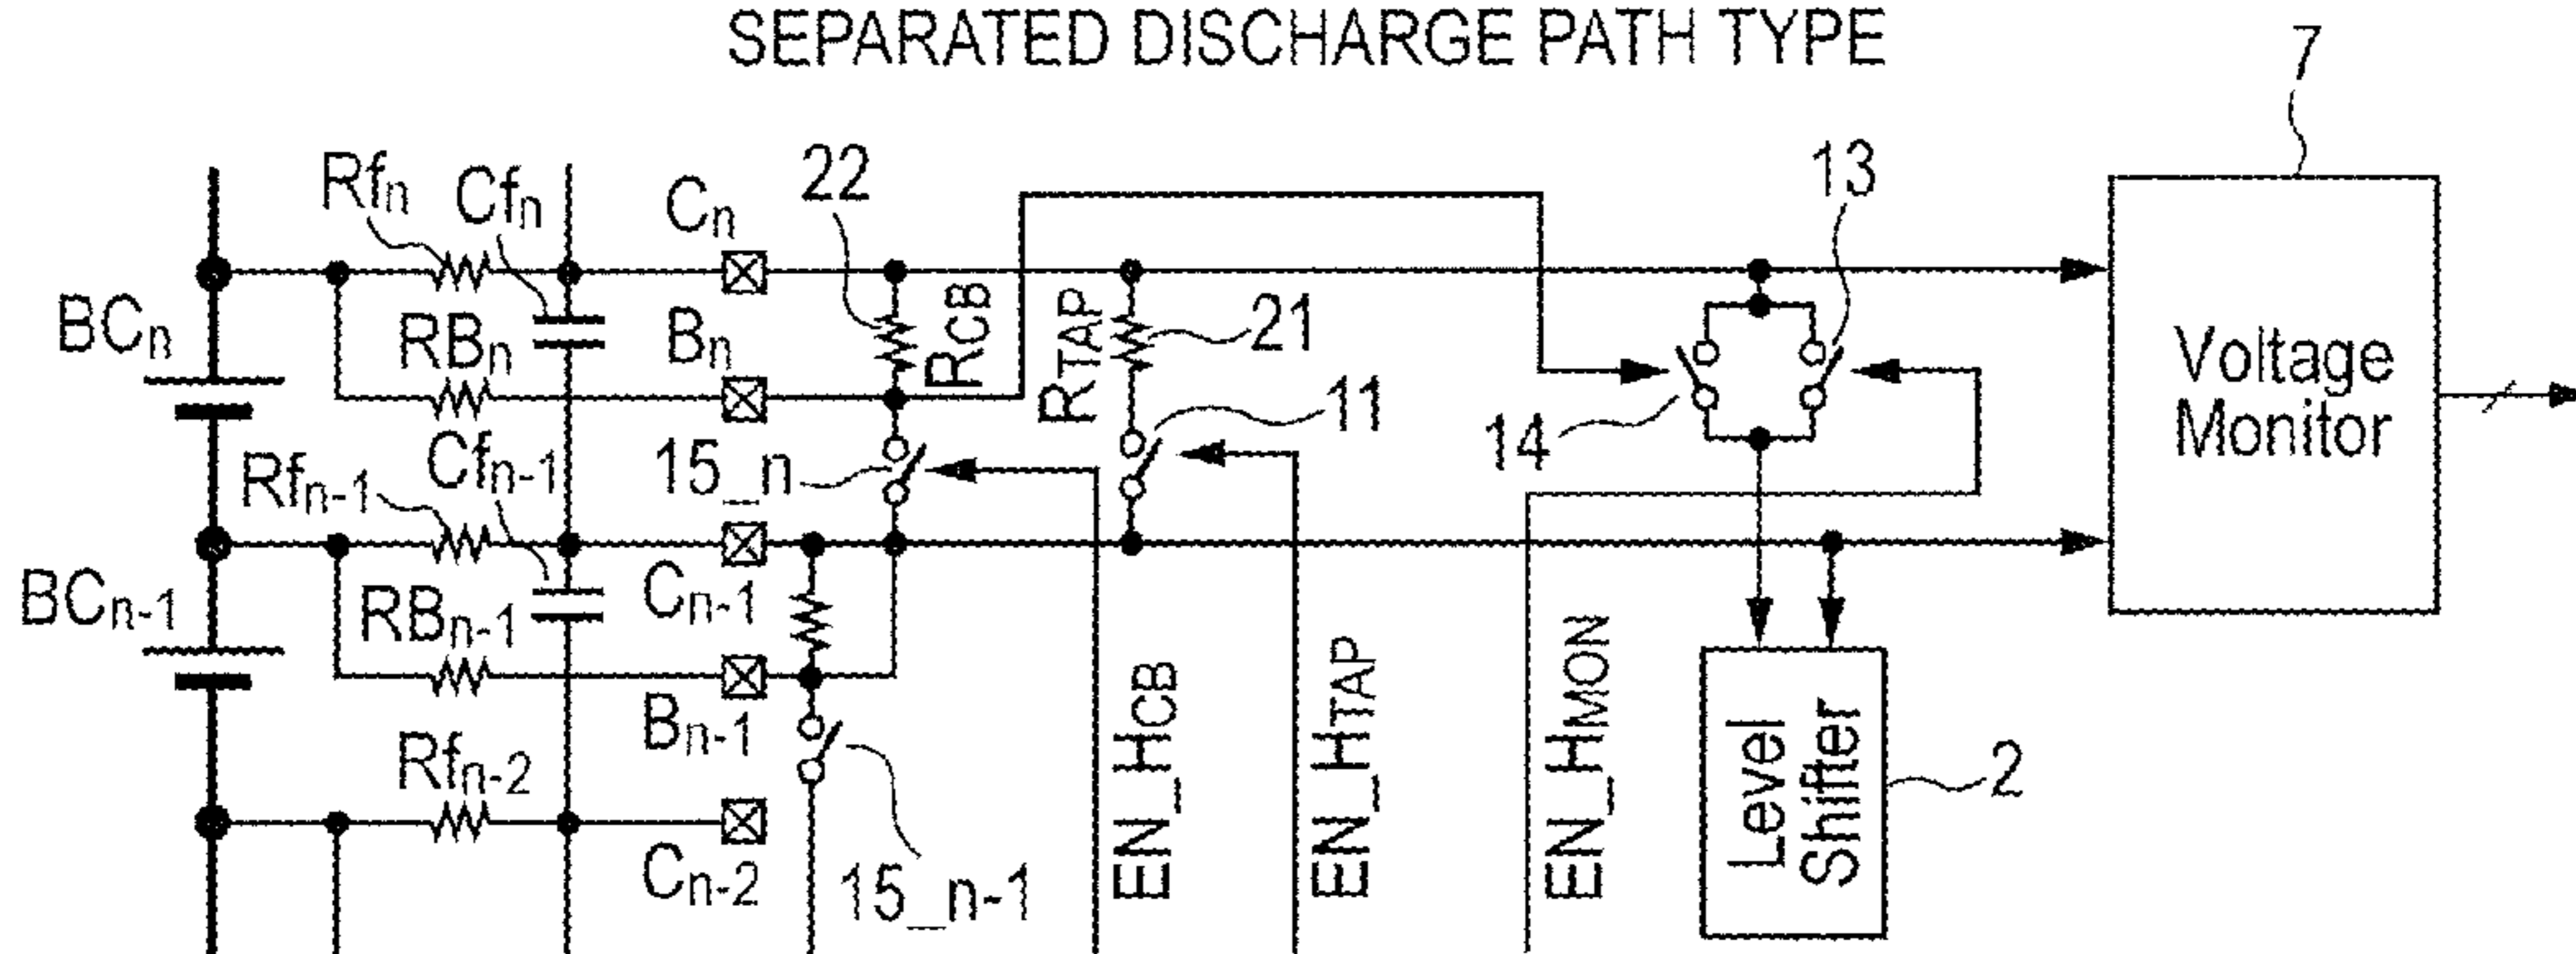 SEPARATED DISCHARGE PATH TYPE
7
Rfn
Cfn
Cn
22
13
BCn
RBn
Bn
RCB
RTAP
21
Voltage
Monitor
11
14
Rfn-1
Cfn-1
15_n
BCn-1
RBn-1
Cn-1
Bn-1
EN_HCB
EN_HTAP
EN_HMON
Level
Shifter
2
Rfn-2
Cn-2
15_n-1